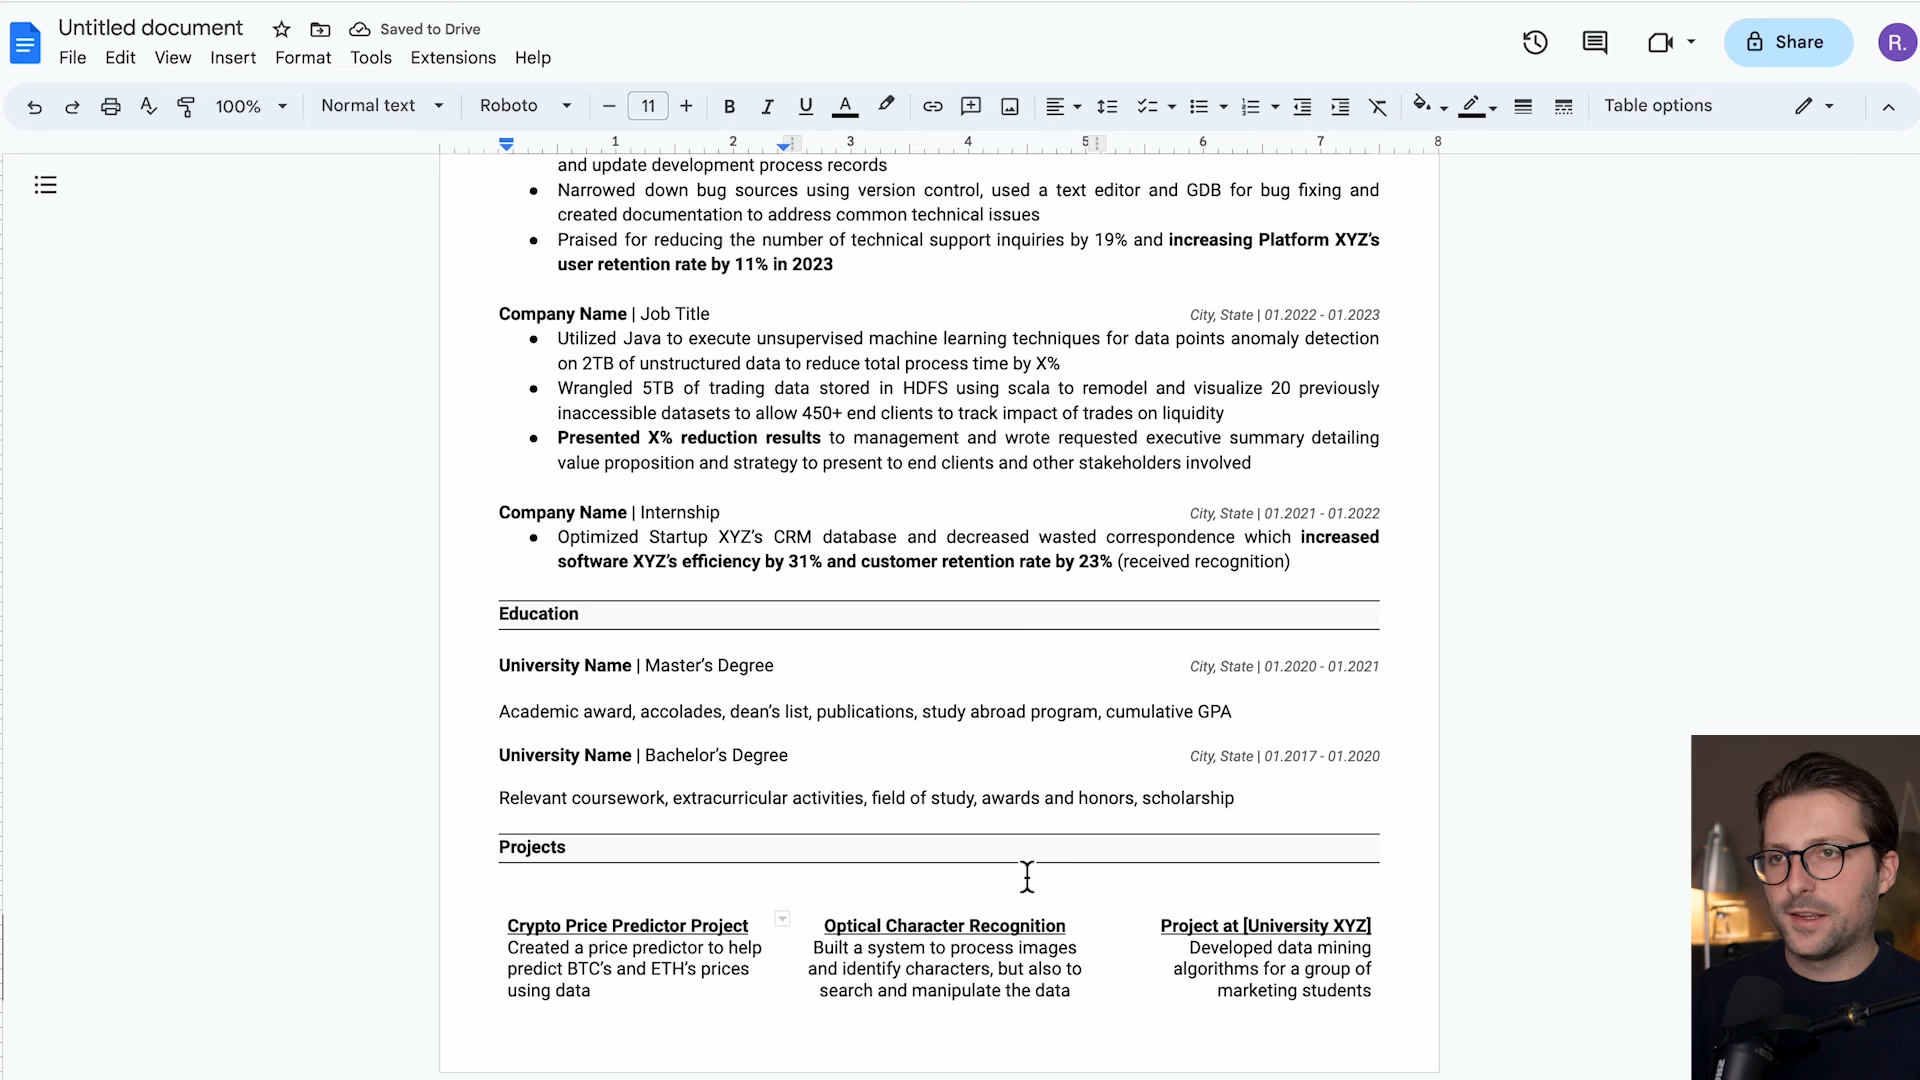 Untitled document
Saved to Drive
File Edit View Insert Format Tools Extensions Help
Share
R.
100% Normal text Roboto 11 B I U A Table options
1 2 3 4 5 6 7 8
and update development process records
● Narrowed down bug sources using version control, used a text editor and GDB for bug fixing and
created documentation to address common technical issues
● Praised for reducing the number of technical support inquiries by 19% and increasing Platform XYZ’s
user retention rate by 11% in 2023
Company Name | Job Title City, State | 01.2022 - 01.2023
● Utilized Java to execute unsupervised machine learning techniques for data points anomaly detection
on 2TB of unstructured data to reduce total process time by X%
● Wrangled 5TB of trading data stored in HDFS using scala to remodel and visualize 20 previously
inaccessible datasets to allow 450+ end clients to track impact of trades on liquidity
● Presented X% reduction results to management and wrote requested executive summary detailing
value proposition and strategy to present to end clients and other stakeholders involved
Company Name | Internship City, State | 01.2021 - 01.2022
● Optimized Startup XYZ’s CRM database and decreased wasted correspondence which increased
software XYZ’s efficiency by 31% and customer retention rate by 23% (received recognition)
Education
University Name | Master’s Degree City, State | 01.2020 - 01.2021
Academic award, accolades, dean’s list, publications, study abroad program, cumulative GPA
University Name | Bachelor’s Degree City, State | 01.2017 - 01.2020
Relevant coursework, extracurricular activities, field of study, awards and honors, scholarship
Projects
Crypto Price Predictor Project
Created a price predictor to help
predict BTC’s and ETH’s prices
using data
Optical Character Recognition
Built a system to process images
and identify characters, but also to
search and manipulate the data
Project at [University XYZ]
Developed data mining
algorithms for a group of
marketing students